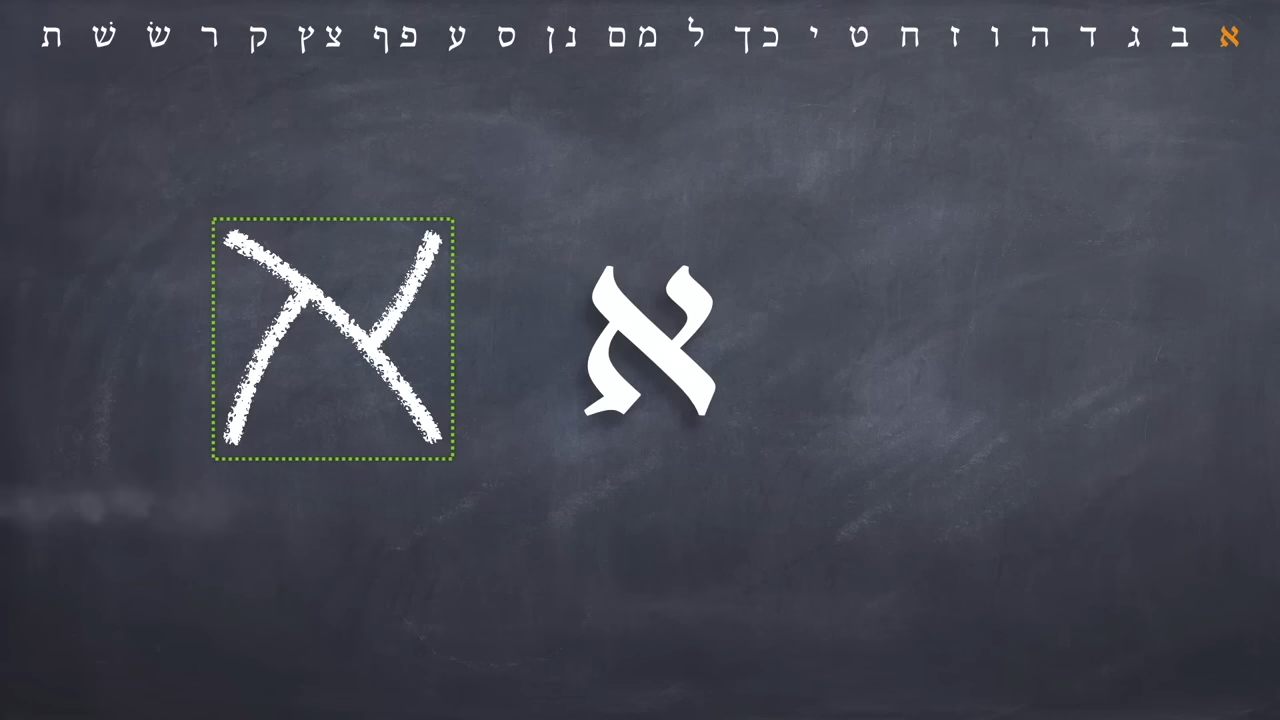 א ב ג ד ה ו ז ח ט י כך ל מם נן ס ע פף צץ ק ר שׂ שׁ ת
א א